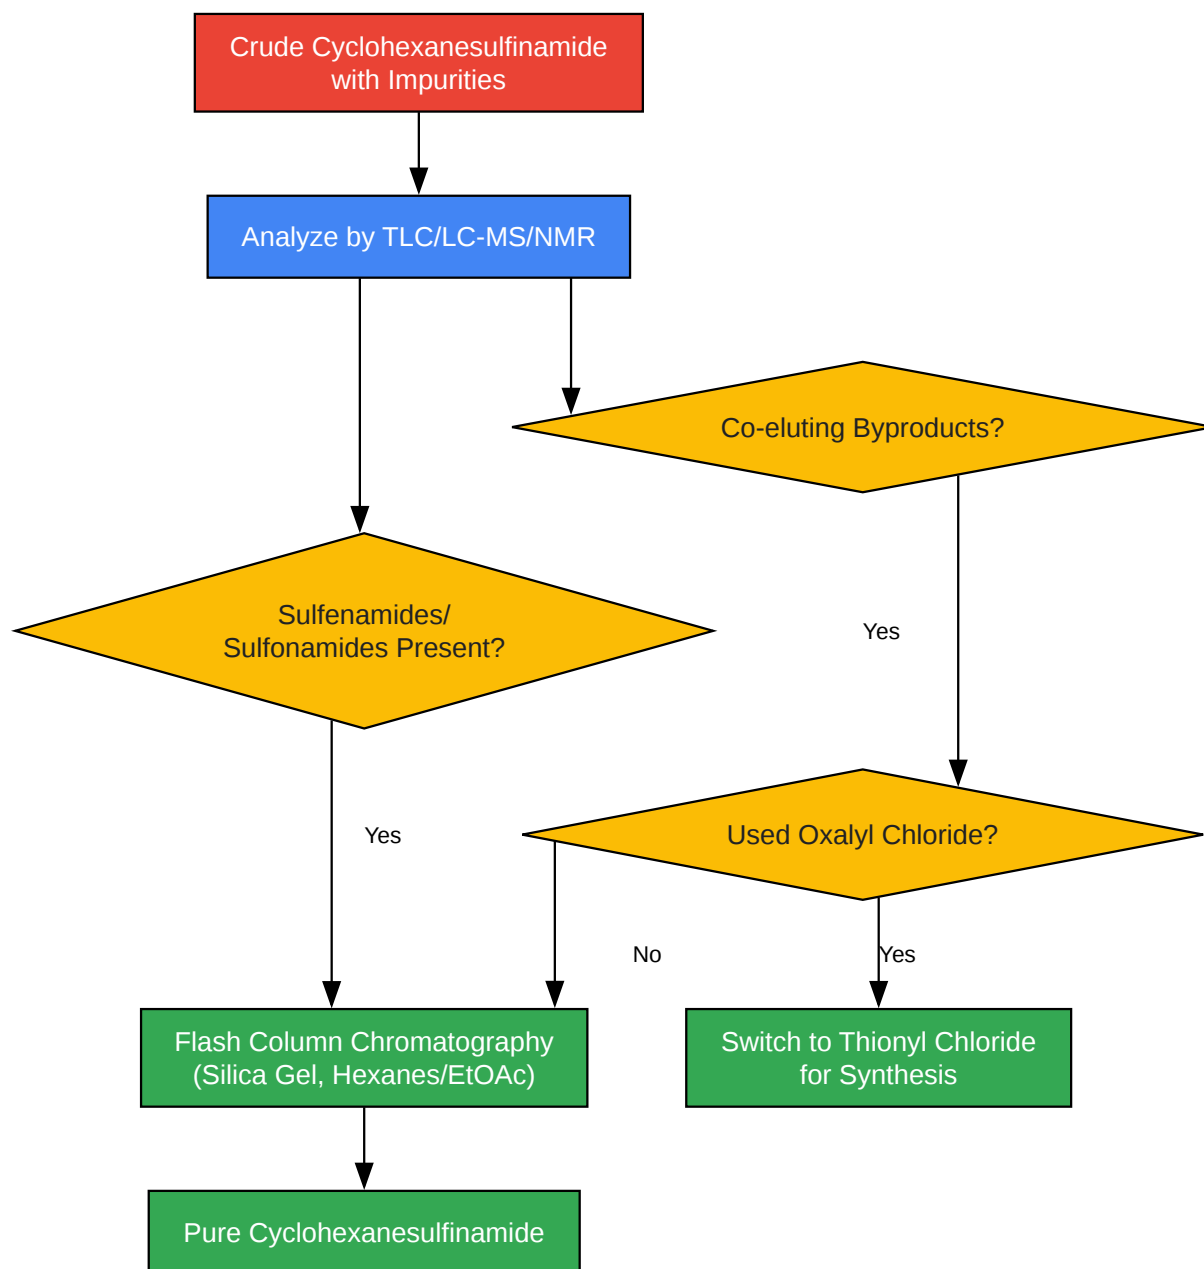 Crude Cyclohexanesulfinamide
with Impurities
Analyze by TLC/LC-MS/NMR
Co-eluting Byproducts?
Sulfenamides/
Sulfonamides Present?
Yes
Yes
Used Oxalyl Chloride?
No
Yes
Flash Column Chromatography
(Silica Gel, Hexanes/EtOAc)
Switch to Thionyl Chloride
for Synthesis
Pure Cyclohexanesulfinamide